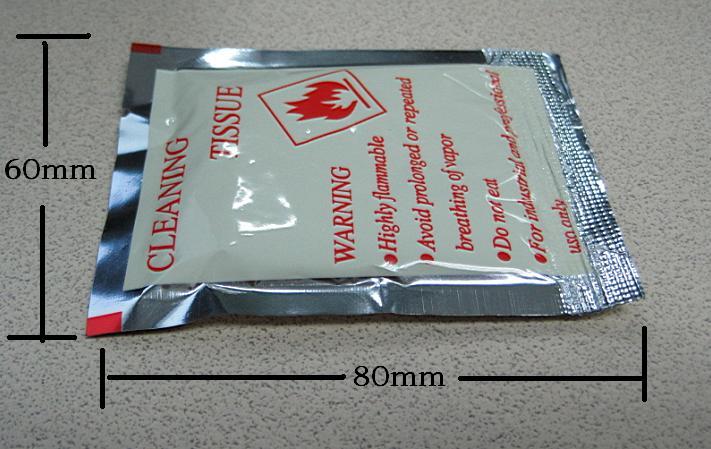 60mm
CLEANING
TISSUE
WARNING
●Highly flammable
●Avoid prolonged or repeated
breathing of vapor
●Do not eat
●For industrial and professional
use only
80mm